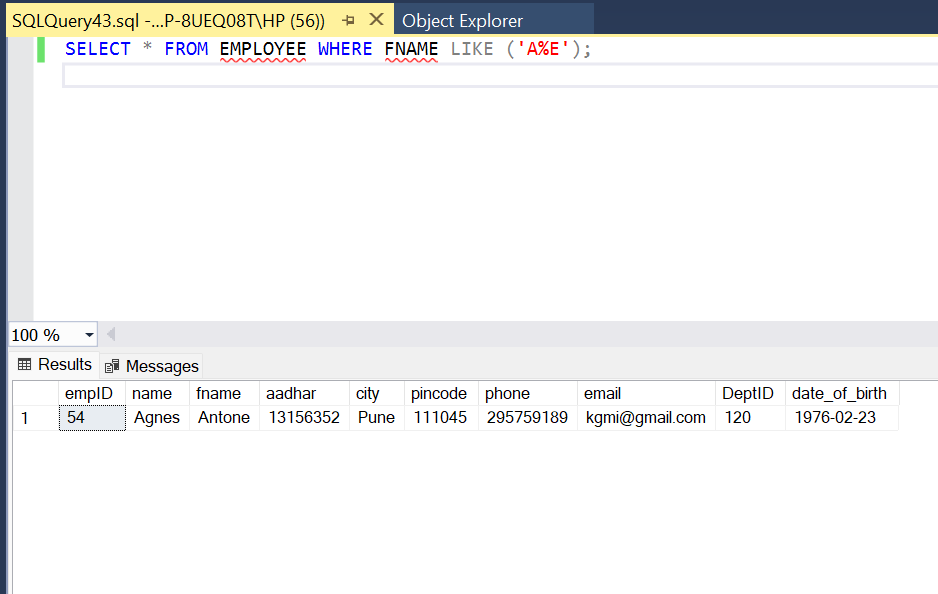 SQLQuery43.sql -...P-8UEQ08T\HP (56)) Object Explorer
SELECT * FROM EMPLOYEE WHERE FNAME LIKE ('A%E');
100 %
Results Messages
empID name fname aadhar city pincode phone email DeptID date_of_birth
1 54 Agnes Antone 13156352 Pune 111045 295759189 kgmi@gmail.com 120 1976-02-23